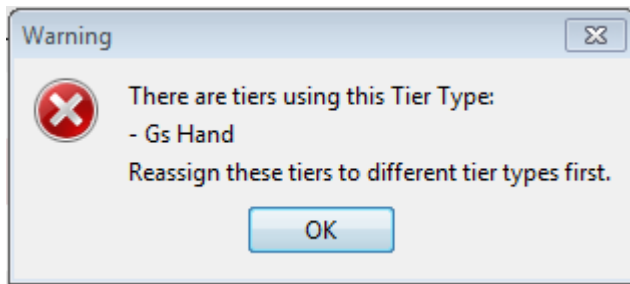 Warning
There are tiers using this Tier Type:
- Gs Hand
Reassign these tiers to different tier types first.
OK